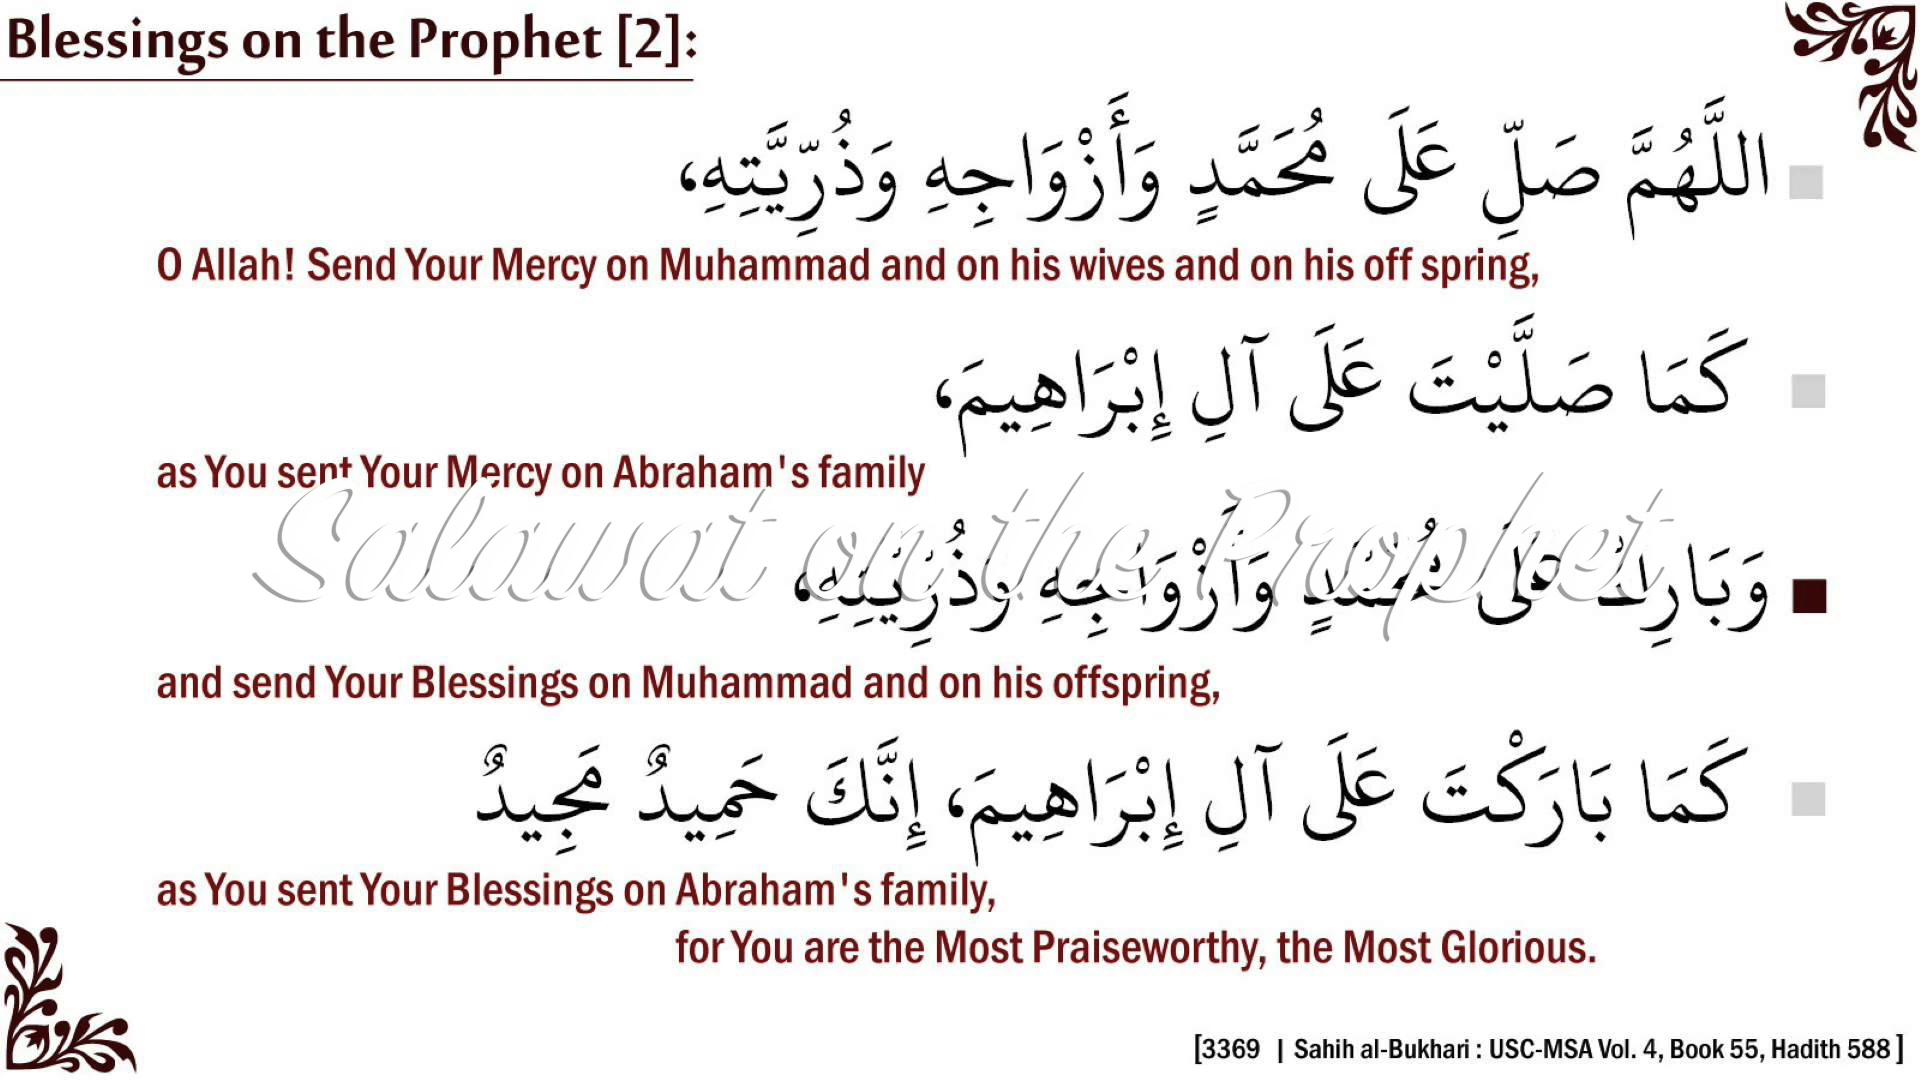 Blessings on the Prophet [2]:
اللَّهُمَّ صَلِّ عَلَى مُحَمَّدٍ وَأَزْوَاجِهِ وَذُرِّيَّتِهِ،
O Allah! Send Your Mercy on Muhammad and on his wives and on his off spring,
كَمَا صَلَّيْتَ عَلَى آلِ إِبْرَاهِيمَ،
as You sent Your Mercy on Abraham's family
Salawat on the Prophet
وَبَارِكْ عَلَى مُحَمَّدٍ وَأَزْوَاجِهِ وَذُرِّيَّتِهِ،
and send Your Blessings on Muhammad and on his offspring,
كَمَا بَارَكْتَ عَلَى آلِ إِبْرَاهِيمَ، إِنَّكَ حَمِيدٌ مَجِيدٌ
as You sent Your Blessings on Abraham's family,
for You are the Most Praiseworthy, the Most Glorious.
[3369 | Sahih al-Bukhari : USC-MSA Vol. 4, Book 55, Hadith 588 ]